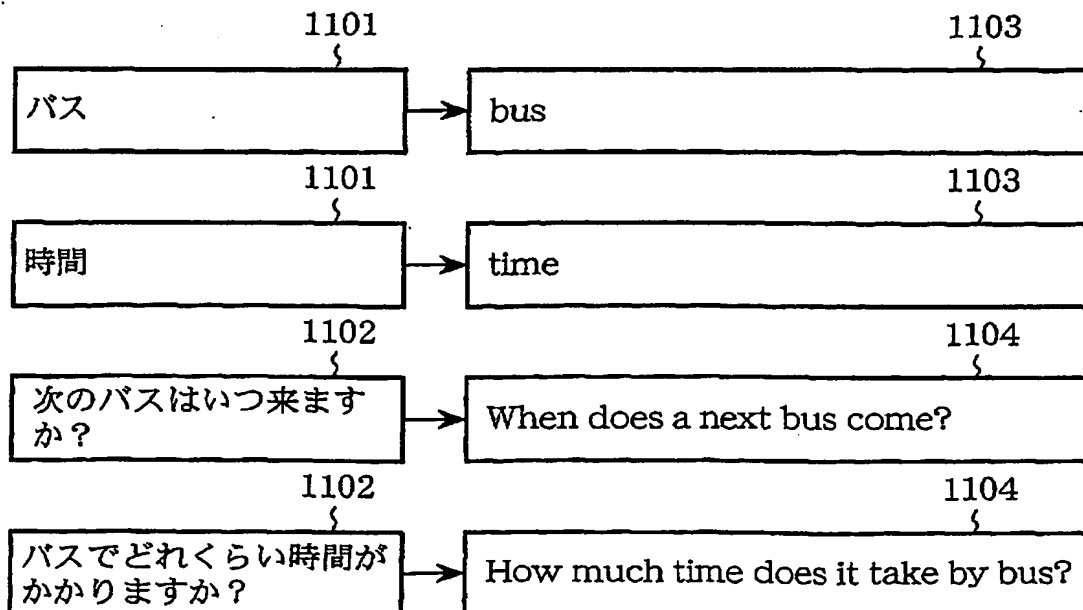 1101
1103
バス
bus
1101
1103
時間
time
1102
1104
次のバスはいつ来ます
か？
When does a next bus come?
1102
1104
バスでどれくらい時間が
かかりますか？
How much time does it take by bus?